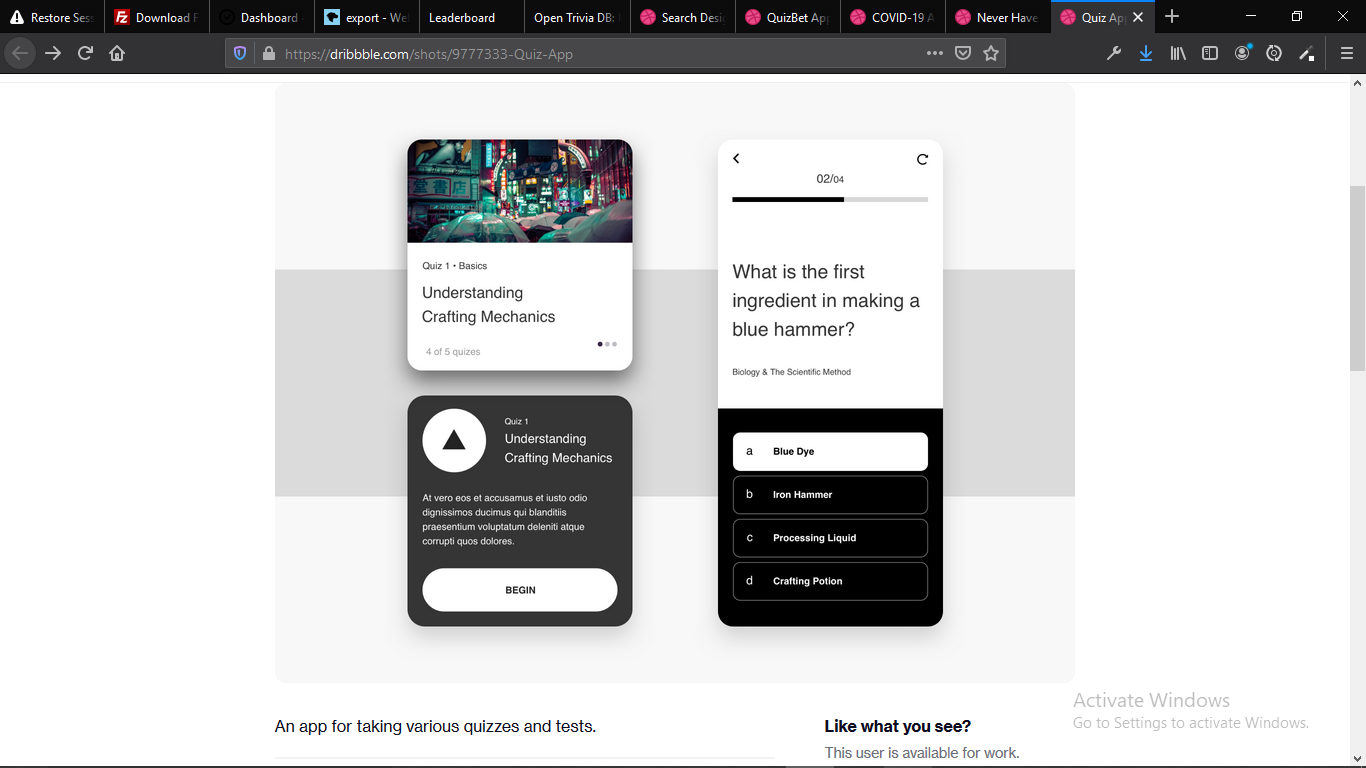 Restore Ses
Download F
Dashboard
export - We
Leaderboard
Open Trivia DB:
Search Desi
QuizBet App
COVID-19 A
Never Have
Quiz App
https://dribbble.com/shots/9777333-Quiz-App
堂書店
Quiz 1 • Basics
Understanding
Crafting Mechanics
4 of 5 quizes
Quiz 1
Understanding
Crafting Mechanics
At vero eos et accusamus et iusto odio
dignissimos ducimus qui blanditiis
praesentium voluptatum deleniti atque
corrupti quos dolores.
BEGIN
02/04
What is the first
ingredient in making a
blue hammer?
Biology & The Scientific Method
a Blue Dye
b Iron Hammer
c Processing Liquid
d Crafting Potion
An app for taking various quizzes and tests.
Like what you see?
This user is available for work.
Activate Windows
Go to Settings to activate Windows.